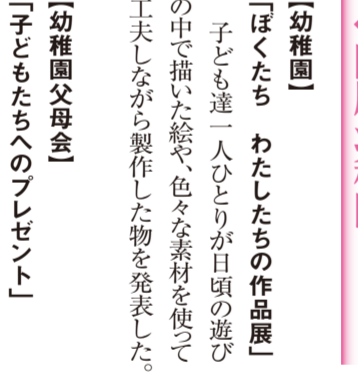 【幼稚園】
「ぼくたち　わたしたちの作品展」
子ども達一人ひとりが日頃の遊び
の中で描いた絵や、色々な素材を使って
工夫しながら製作した物を発表した。
【幼稚園父母会】
「子どもたちへのプレゼント」